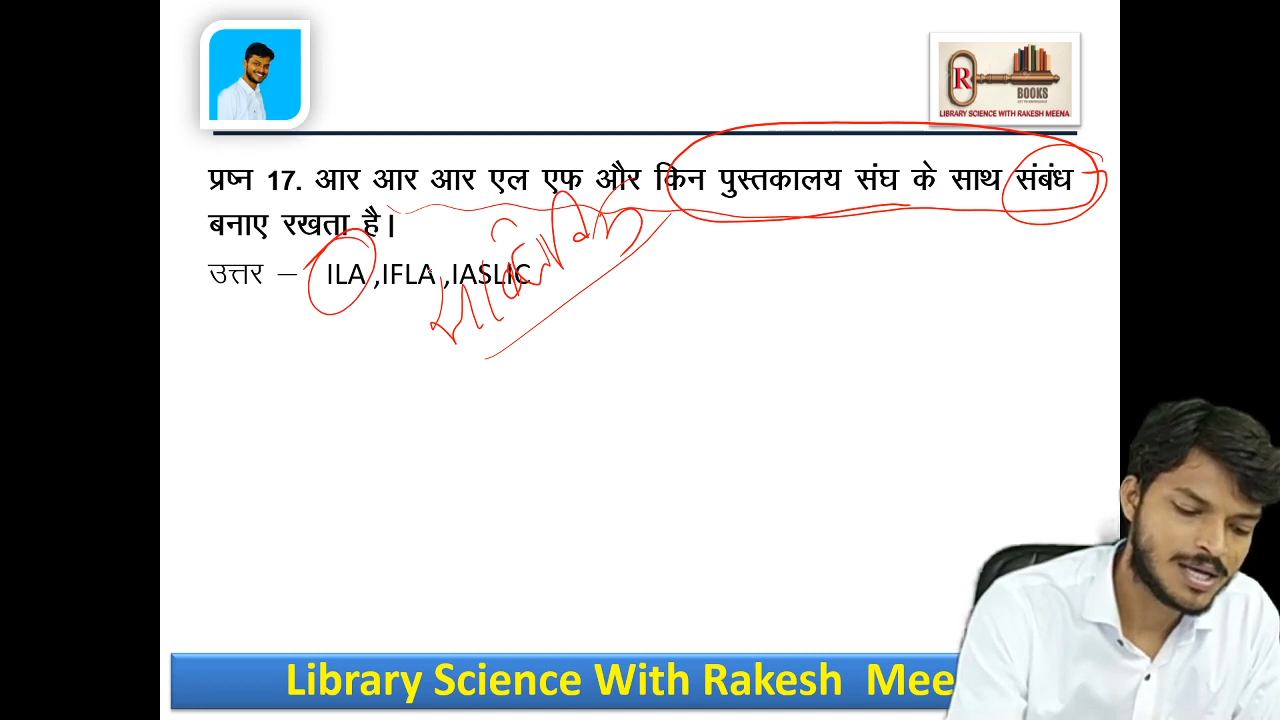 R
BOOKS
LIBRARY SCIENCE WITH RAKESH MEENA
प्रष्न 17. आर आर आर एल एफ और किन पुस्तकालय संघ के साथ संबंध
बनाए रखता है।
उत्तर – ILA ,IFLA ,IASLIC
Library Science With Rakesh Mee